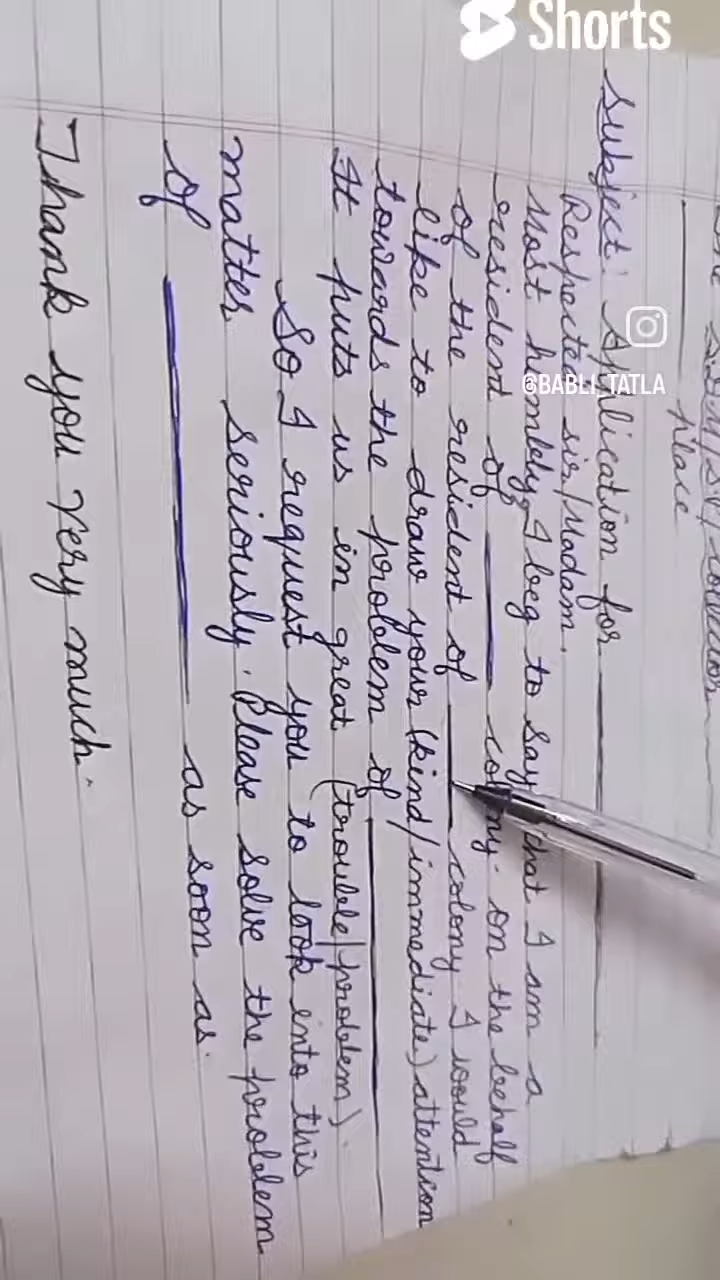 Shorts
@BABLI_TATLA
Place
Subject: Application for
Respected sir/Madam,
Most humbly, I beg to say that I am a
resident of colony. on the behalf
of the resident of colony I would
like to draw your (kind/immediate) attention
towards the problem of
It puts us in great (trouble/problem).
So I request you to look into this
matter seriously. Please solve the problem
of as soon as.
Thank you very much.